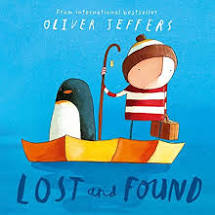 From international bestseller
OLIVER JEFFERS
LOST and FOUND